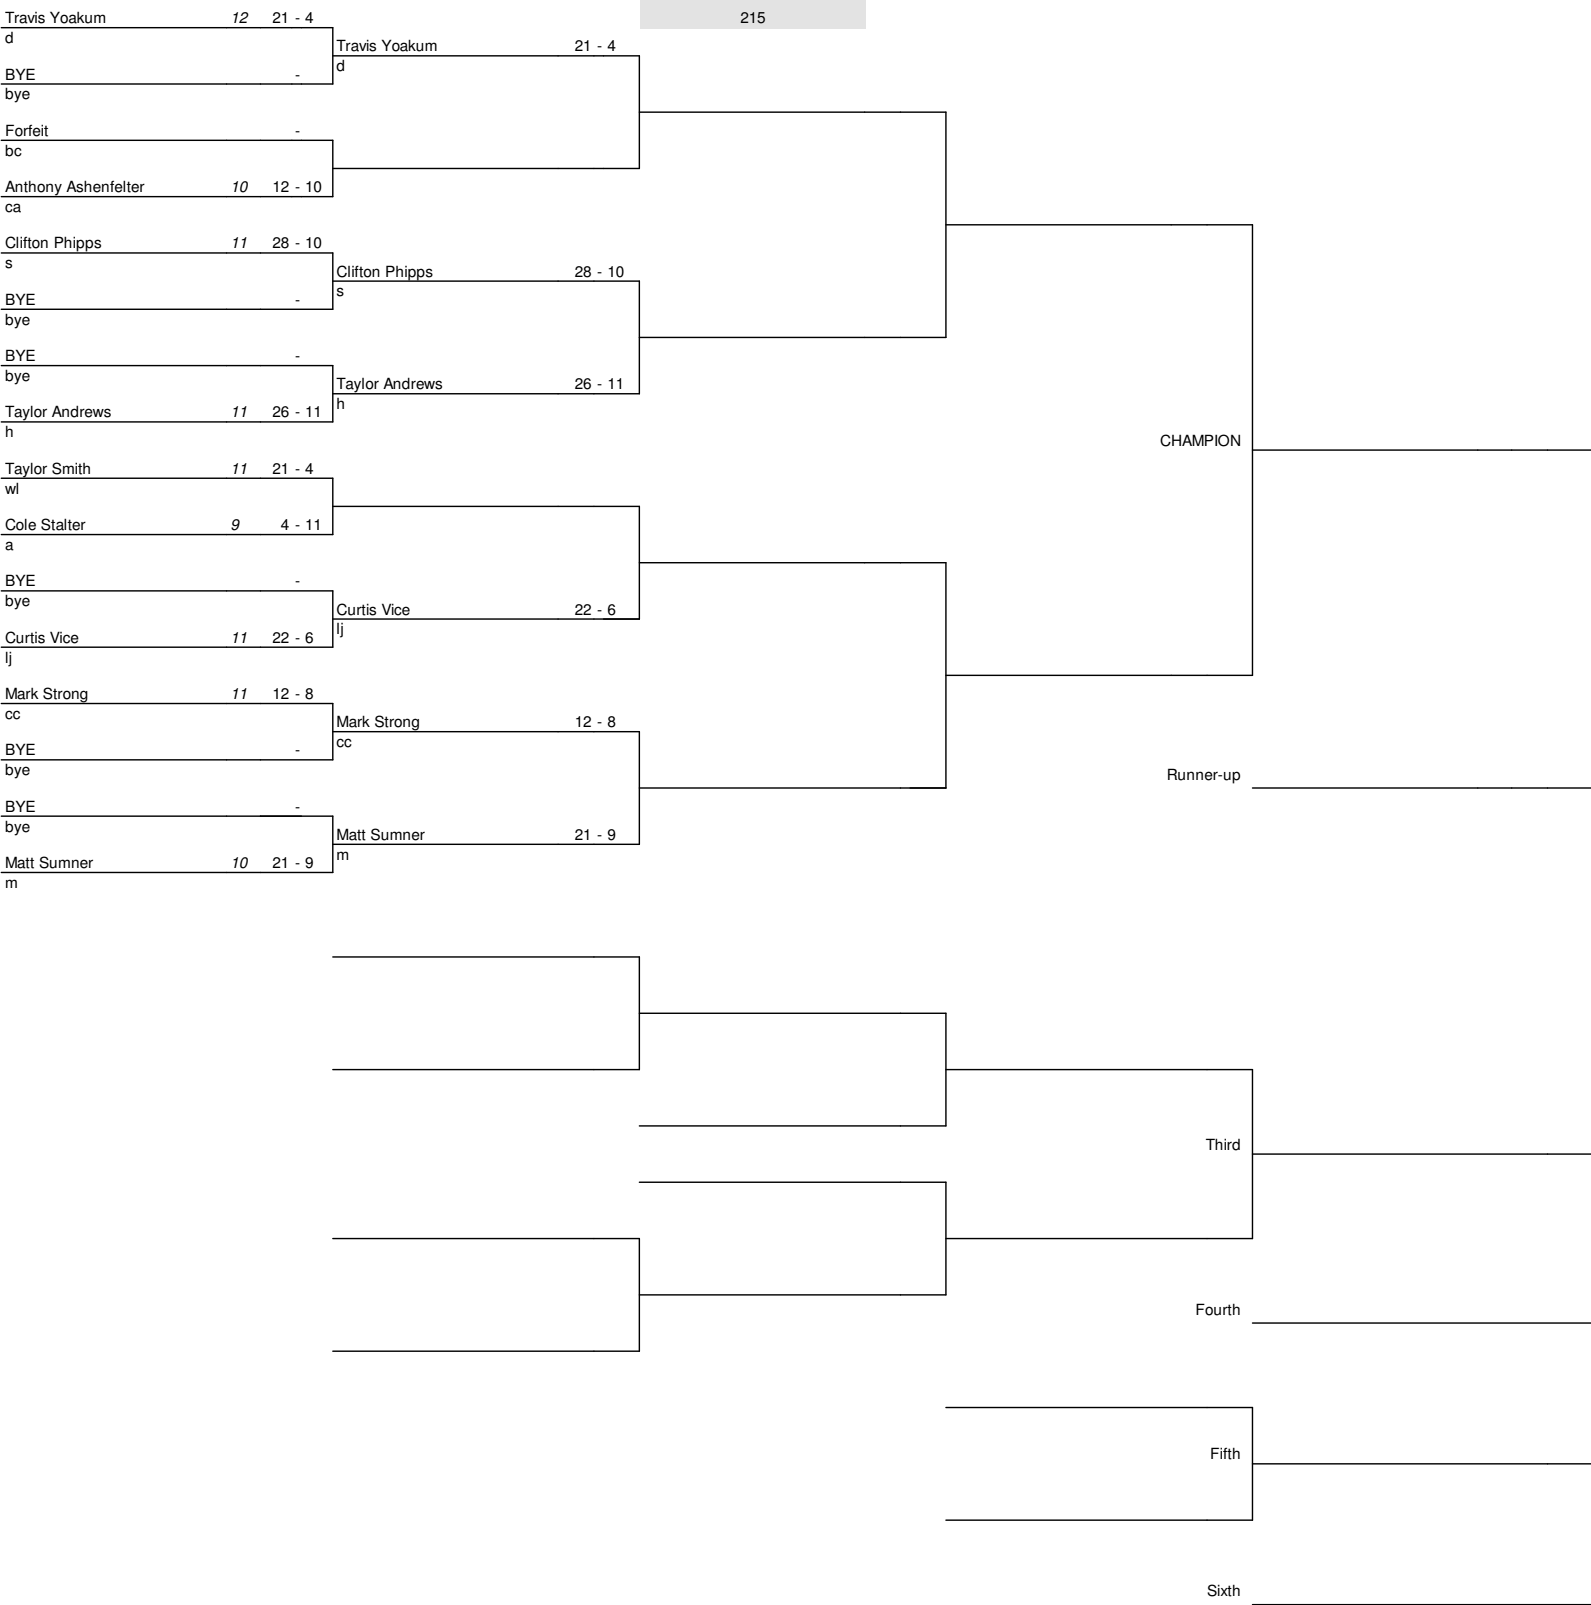 Travis Yoakum 12 21 - 4
215
d
Travis Yoakum 21 - 4
d
BYE -
bye
Forfeit -
bc
Anthony Ashenfelter 10 12 - 10
ca
Clifton Phipps 11 28 - 10
s
Clifton Phipps 28 - 10
s
BYE -
bye
BYE -
bye
Taylor Andrews 26 - 11
h
Taylor Andrews 11 26 - 11
h
CHAMPION
Taylor Smith 11 21 - 4
wl
Cole Stalter 9 4 - 11
a
BYE -
bye
Curtis Vice 22 - 6
lj
Curtis Vice 11 22 - 6
lj
Mark Strong 11 12 - 8
cc
Mark Strong 12 - 8
cc
BYE -
bye
Runner-up
BYE -
bye
Matt Sumner 21 - 9
m
Matt Sumner 10 21 - 9
m
Third
Fourth
Fifth
Sixth